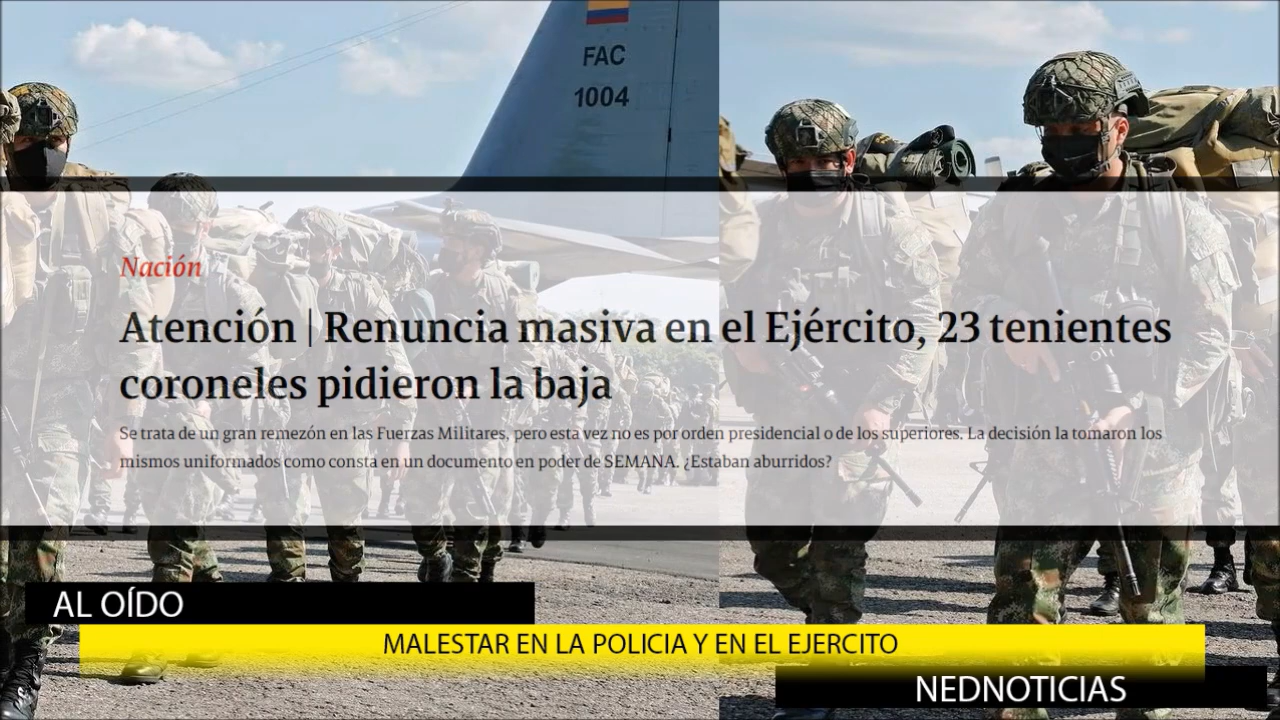 FAC
1004
Nación
Atención | Renuncia masiva en el Ejército, 23 tenientes
coroneles pidieron la baja
Se trata de un gran remezón en las Fuerzas Militares, pero esta vez no es por orden presidencial o de los superiores. La decisión la tomaron los
mismos uniformados como consta en un documento en poder de SEMANA. ¿Estaban aburridos?
AL OÍDO
MALESTAR EN LA POLICIA Y EN EL EJERCITO
NEDNOTICIAS